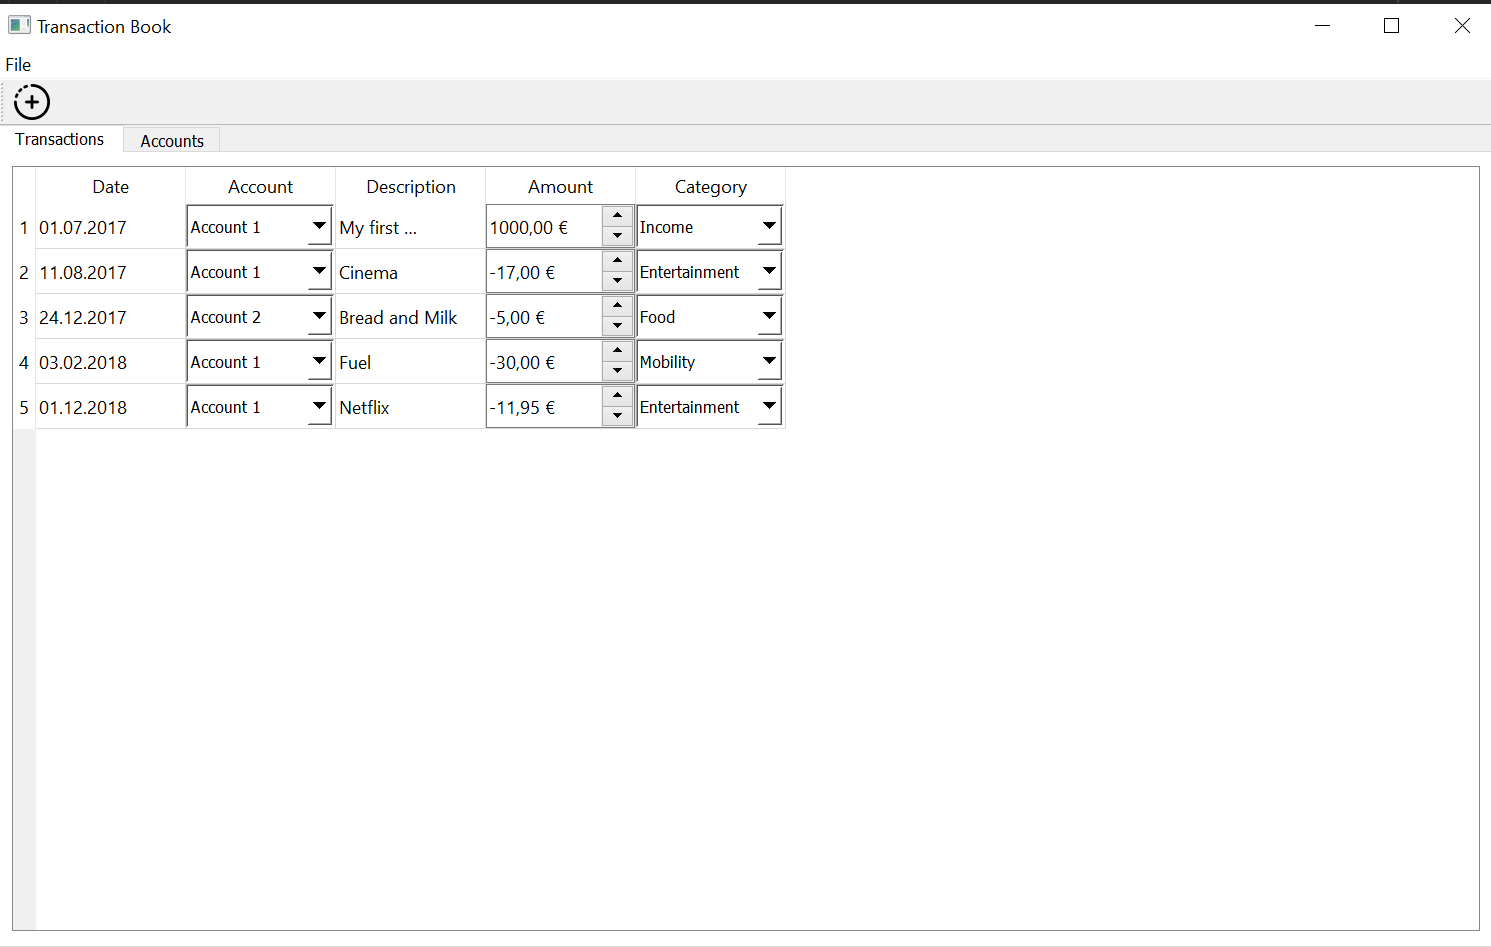 Transaction Book
File
Transactions Accounts
Date Account Description Amount Category
1 01.07.2017 Account 1 My first ... 1000,00 € Income
2 11.08.2017 Account 1 Cinema -17,00 € Entertainment
3 24.12.2017 Account 2 Bread and Milk -5,00 € Food
4 03.02.2018 Account 1 Fuel -30,00 € Mobility
5 01.12.2018 Account 1 Netflix -11,95 € Entertainment